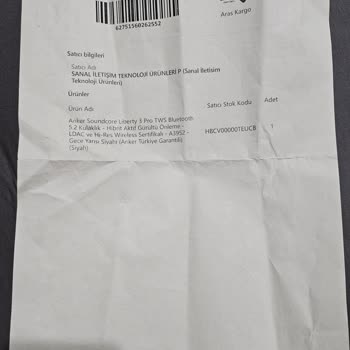 62751560262552
Aras Kargo
Satıcı bilgileri
Satıcı Adı
SANAL İLETİŞİM TEKNOLOJİ ÜRÜNLERİ P (Sanal İletisim
Teknoloji Ürünleri)
Ürünler
Ürün Adı Satıcı Stok Kodu Adet
Anker Soundcore Liberty 3 Pro TWS Bluetooth
5.2 Kulaklık - Hibrit Aktif Gürültü Önleme -
LDAC ve Hi-Res Wireless Sertifikalı - A3952 - HBCV00000TEUCB 1
Gece Yarısı Siyahı (Anker Türkiye Garantili)
(Siyah)